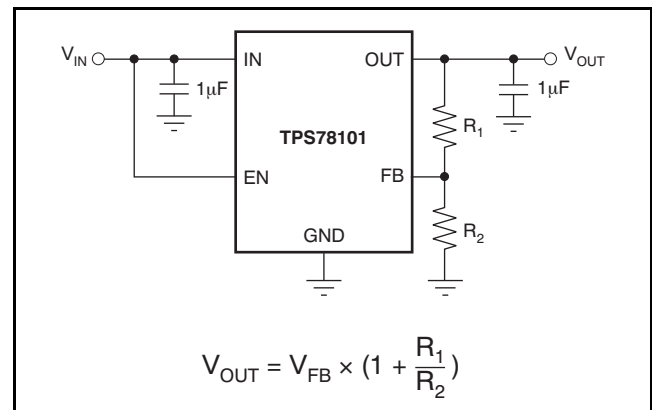 V_IN IN OUT V_OUT
1μF 1μF
R_1
TPS78101
EN FB
R_2
GND
V_OUT = V_FB × (1 + R_1/R_2)